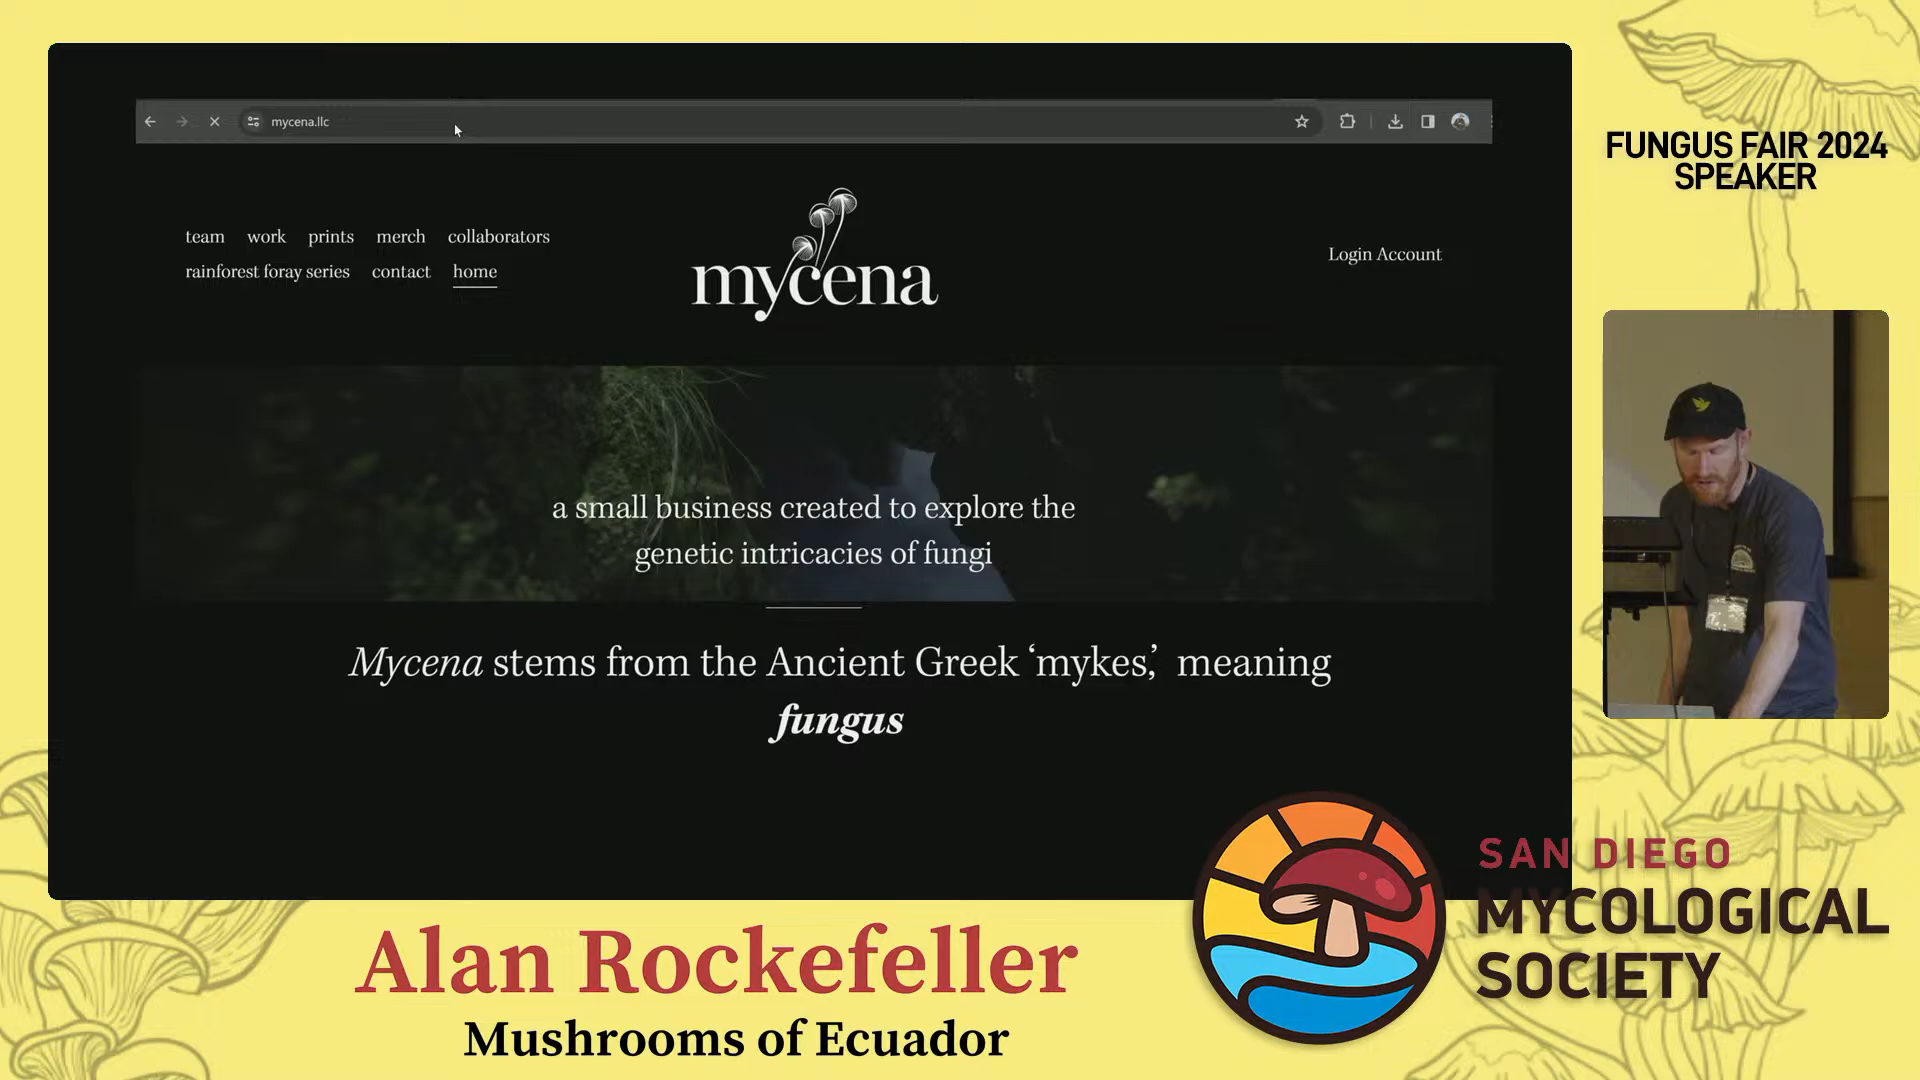 mycena.llc
team work prints merch collaborators
rainforest foray series contact home
mycena
Login Account
a small business created to explore the
genetic intricacies of fungi
Mycena stems from the Ancient Greek ‘mykes,’ meaning
fungus
FUNGUS FAIR 2024
SPEAKER
SAN DIEGO
MYCOLOGICAL
SOCIETY
Alan Rockefeller
Mushrooms of Ecuador